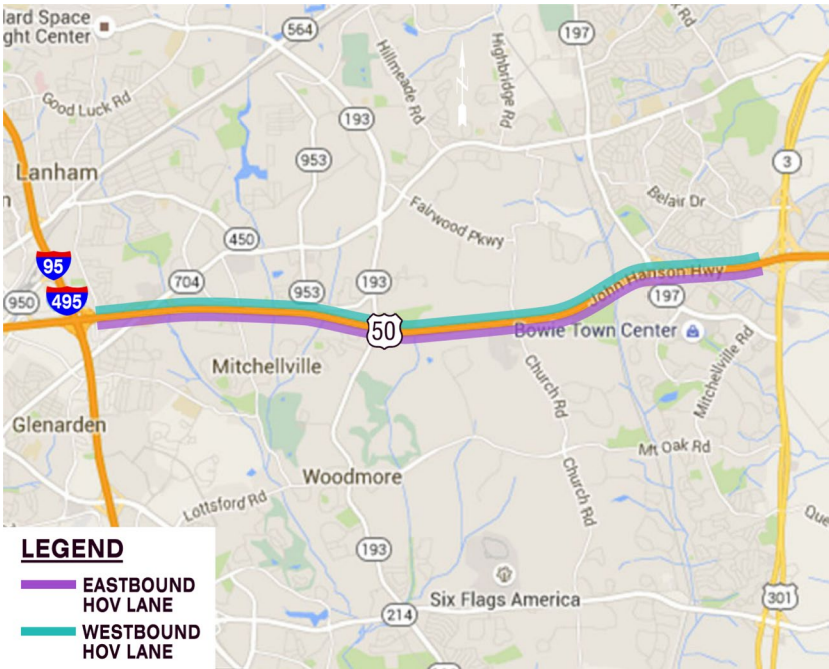 lard Space
ght Center
564
197
Rd
Hillmeade Rd
Highbridge Rd
Good Luck Rd
193
953
3
Lanham
Belair Dr
Fairwood Pkwy
450
95
704
193
953
495
950
John Hanson Hwy
197
50
Bowie Town Center
Mitchellville
Church Rd
Mitchellville Rd
Glenarden
Mt Oak Rd
Woodmore
Church Rd
Lottsford Rd
193
Six Flags America
301
214
LEGEND
EASTBOUND
HOV LANE
WESTBOUND
HOV LANE